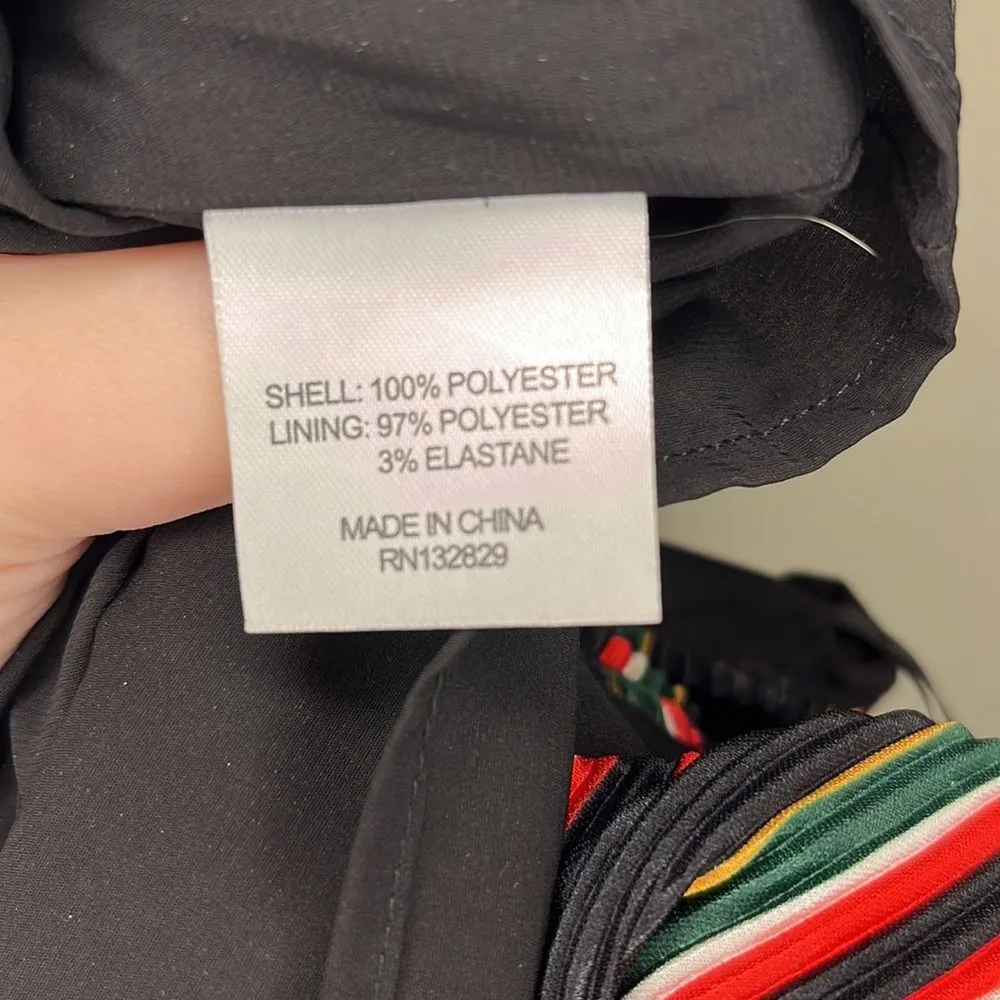 SHELL: 100% POLYESTER
LINING: 97% POLYESTER
3% ELASTANE
MADE IN CHINA
RN132829